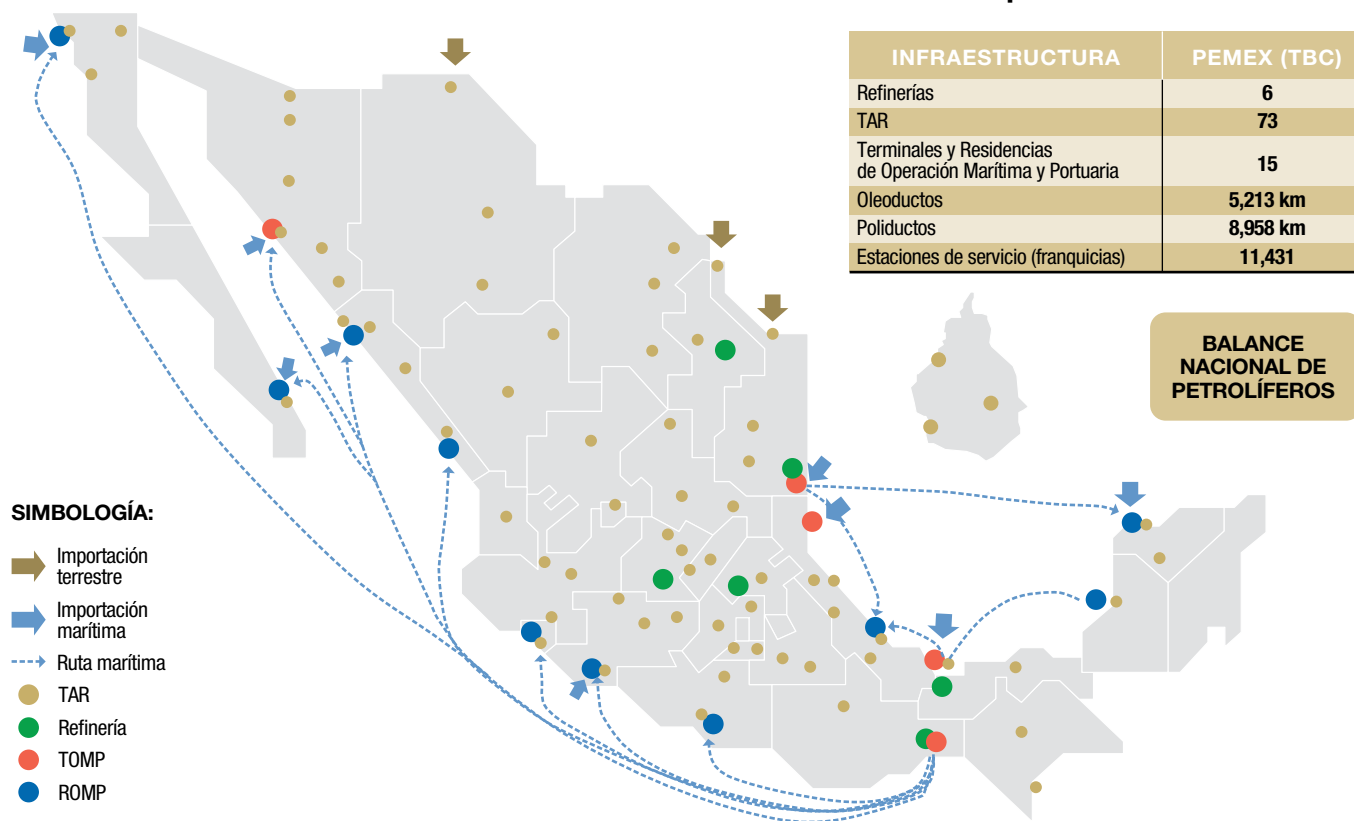 INFRAESTRUCTURA PEMEX (TBC)
Refinerías 6
TAR 73
Terminales y Residencias
de Operación Marítima y Portuaria 15
Oleoductos 5,213 km
Poliductos 8,958 km
Estaciones de servicio (franquicias) 11,431
BALANCE
NACIONAL DE
PETROLÍFEROS
SIMBOLOGÍA:
Importación
terrestre
Importación
marítima
Ruta marítima
TAR
Refinería
TOMP
ROMP